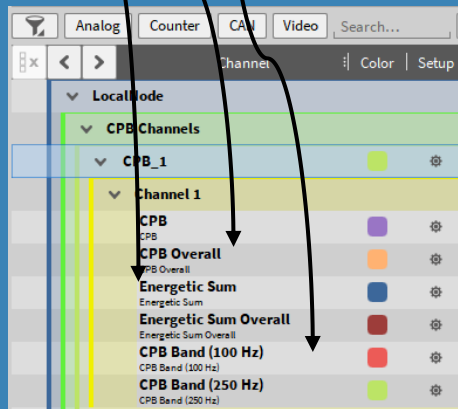 Analog Counter CAN Video Search...
x Channel Color Setup
LocalNode
CPB Channels
CPB_1
Channel 1
CPB
CPB
CPB Overall
CPB Overall
Energetic Sum
Energetic Sum
Energetic Sum Overall
Energetic Sum Overall
CPB Band (100 Hz)
CPB Band (100 Hz)
CPB Band (250 Hz)
CPB Band (250 Hz)